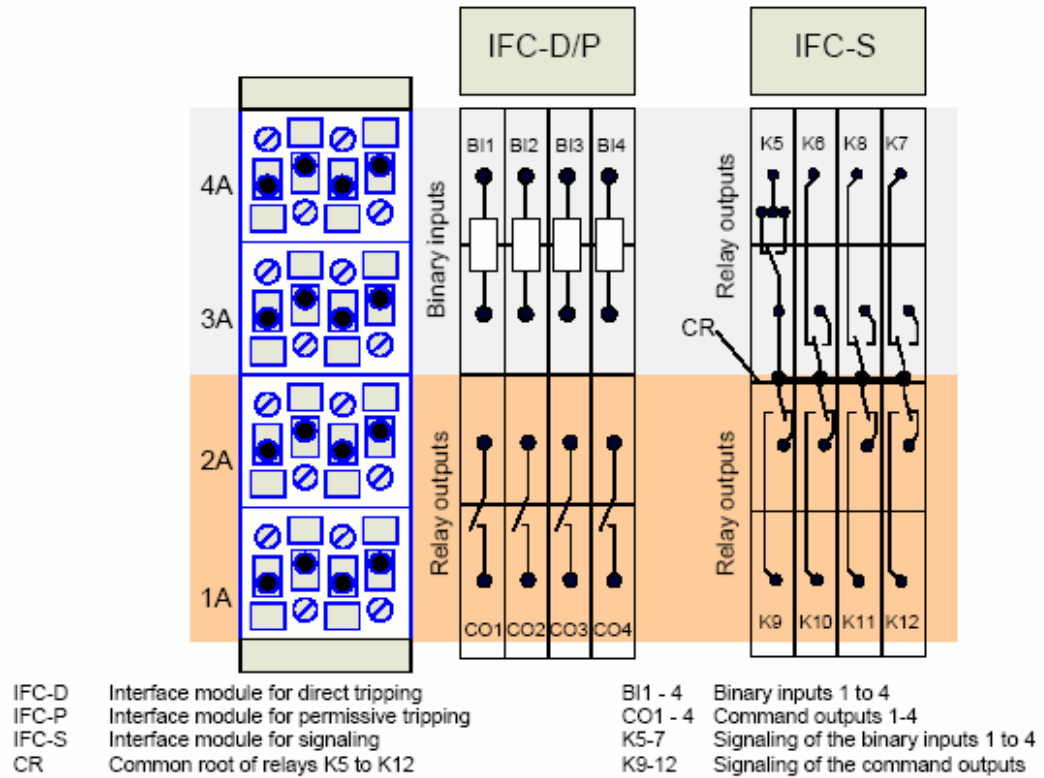 IFC-D/P IFC-S
BI1 BI2 BI3 BI4
K5 K6 K8 K7
4A
3A
2A
1A
Binary inputs
Relay outputs
Relay outputs
Relay outputs
CR
CO1 CO2 CO3 CO4
K9 K10 K11 K12
IFC-D Interface module for direct tripping
IFC-P Interface module for permissive tripping
IFC-S Interface module for signaling
CR Common root of relays K5 to K12
BI1 - 4 Binary inputs 1 to 4
CO1 - 4 Command outputs 1-4
K5-7 Signaling of the binary inputs 1 to 4
K9-12 Signaling of the command outputs